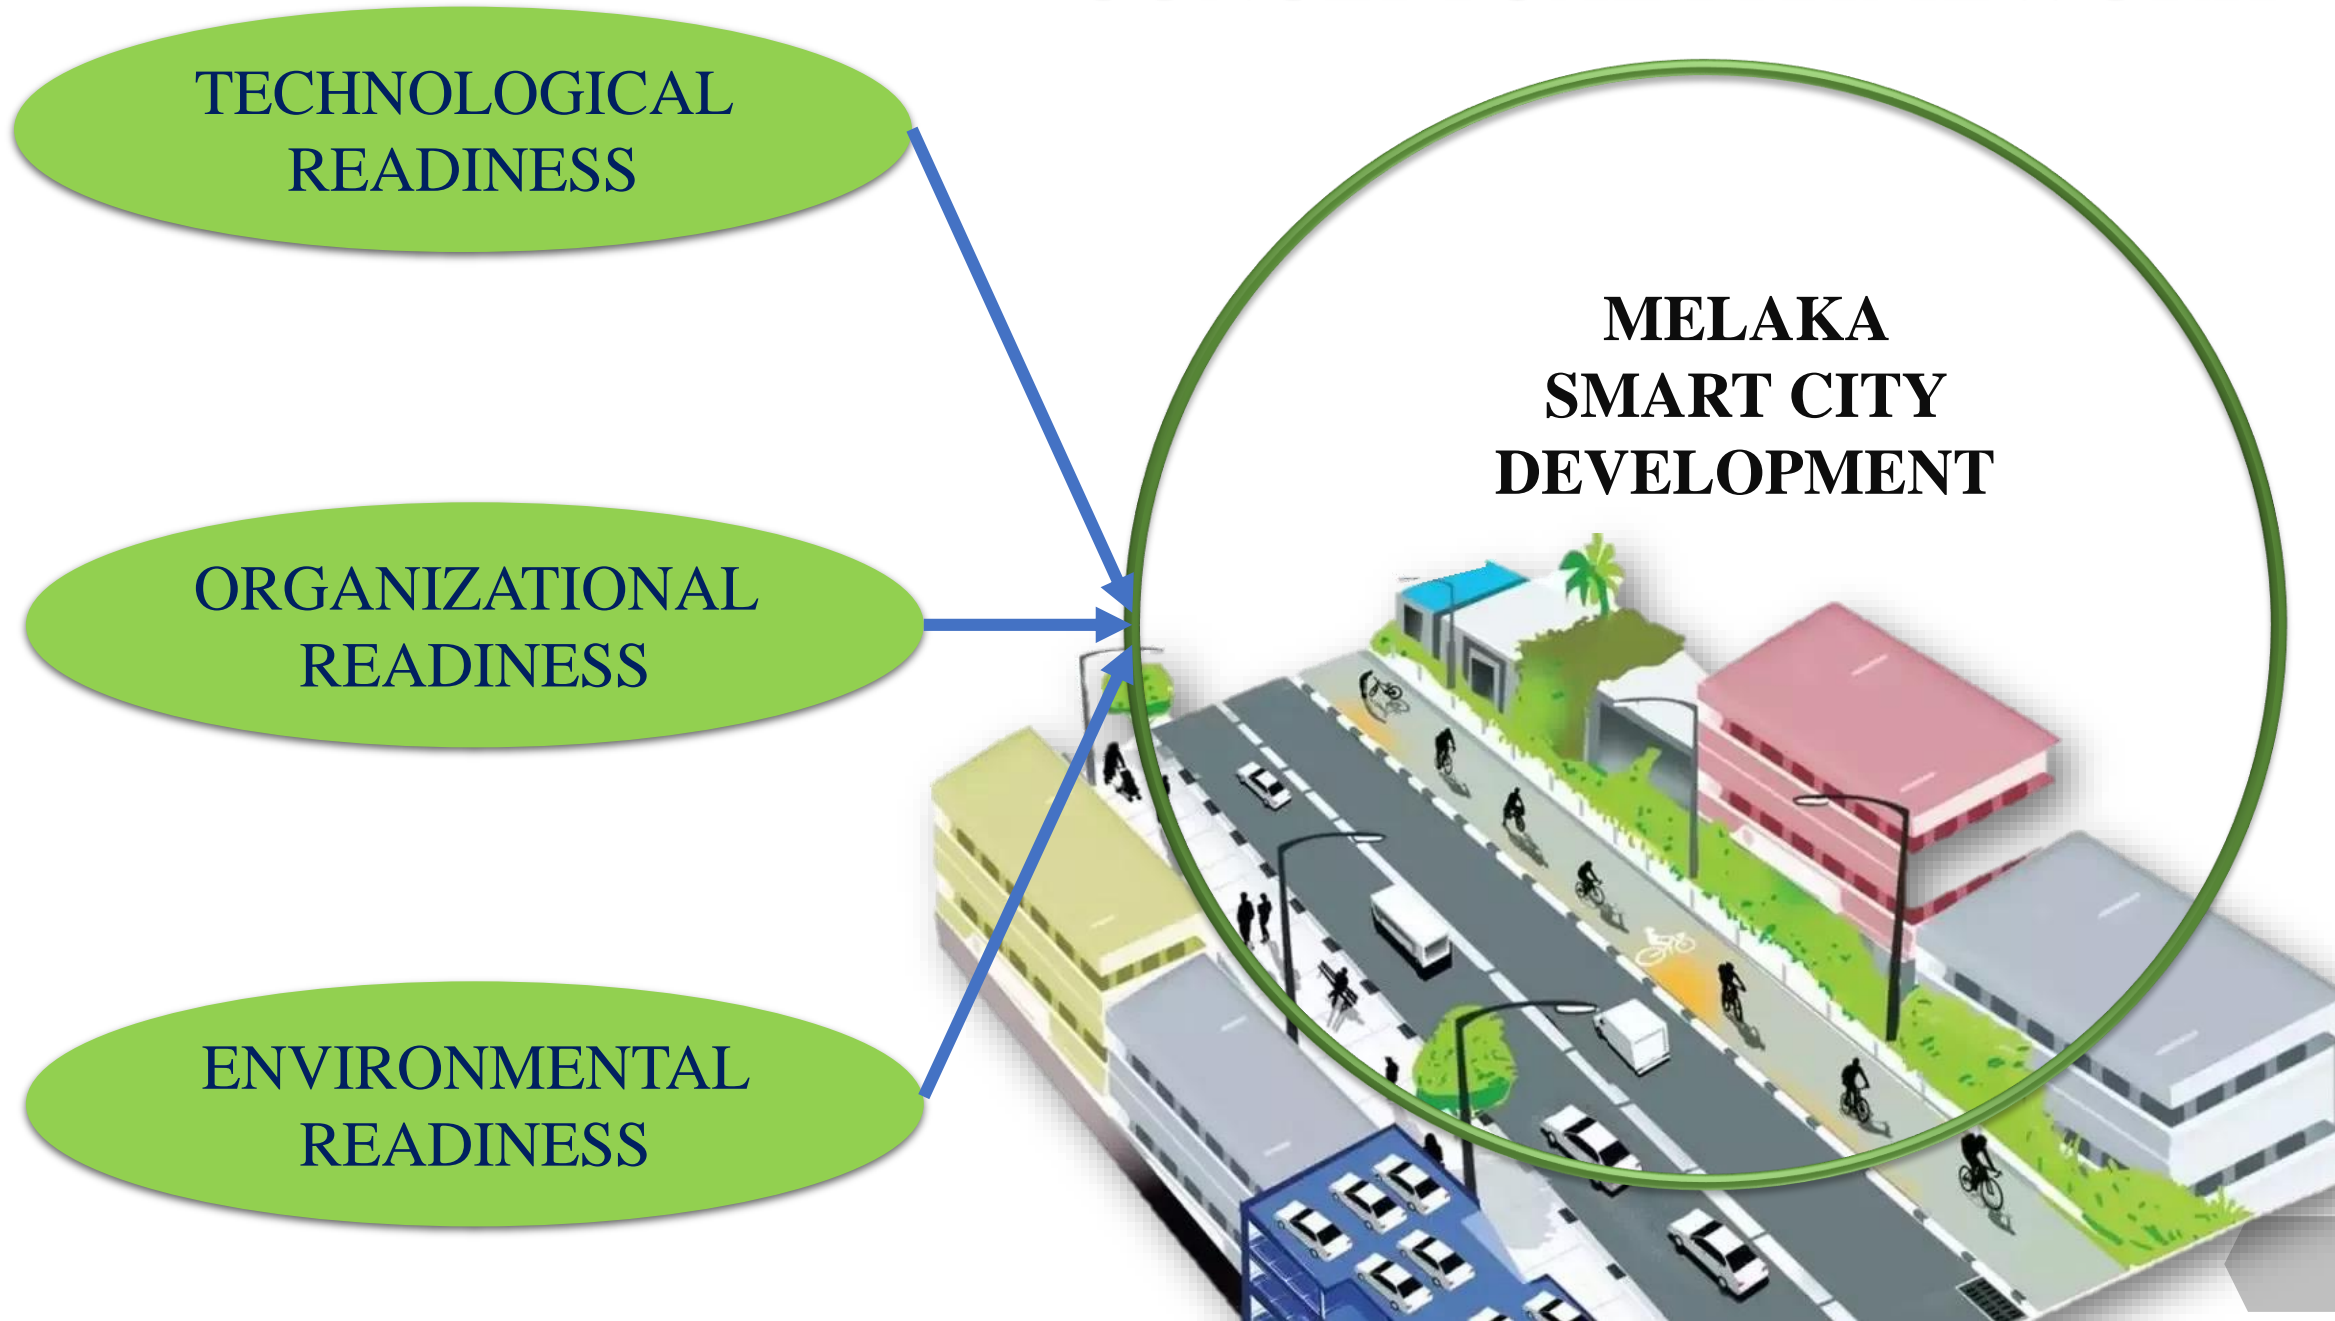 TECHNOLOGICAL
READINESS
ORGANIZATIONAL
READINESS
ENVIRONMENTAL
READINESS
MELAKA
SMART CITY
DEVELOPMENT